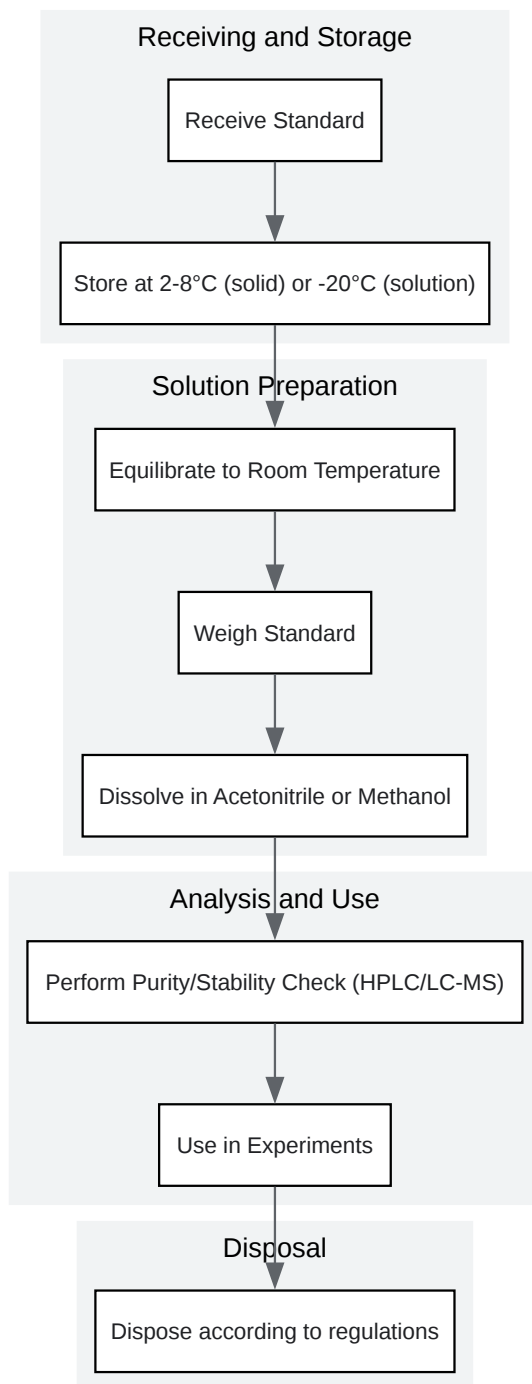 Receiving and Storage
Receive Standard
Store at 2-8°C (solid) or -20°C (solution)
Solution Preparation
Equilibrate to Room Temperature
Weigh Standard
Dissolve in Acetonitrile or Methanol
Analysis and Use
Perform Purity/Stability Check (HPLC/LC-MS)
Use in Experiments
Disposal
Dispose according to regulations